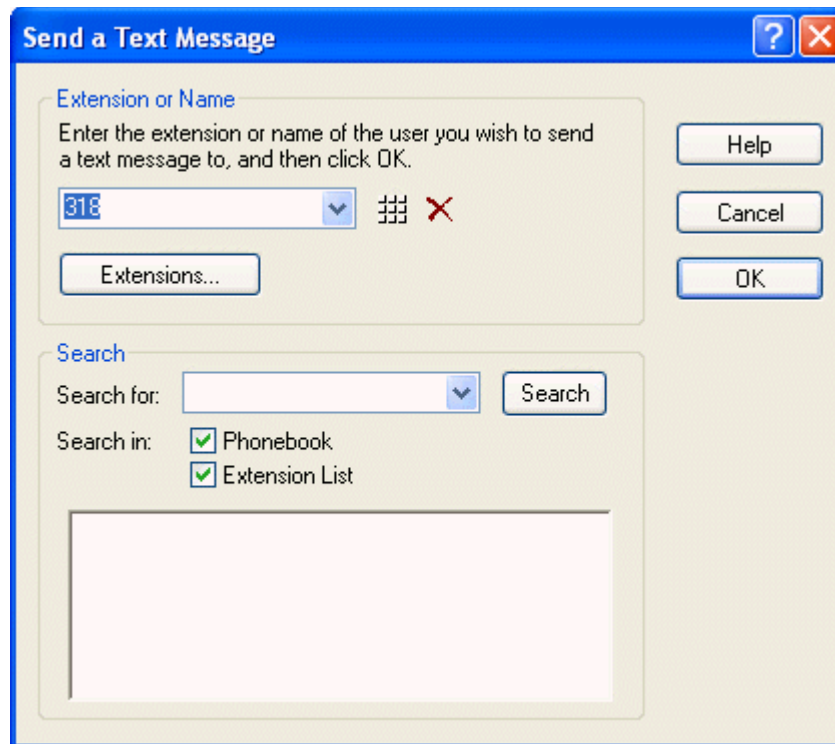 Send a Text Message
Extension or Name
Enter the extension or name of the user you wish to send
a text message to, and then click OK.
318
Extensions...
Help
Cancel
OK
Search
Search for:
Search
Search in:
Phonebook
Extension List